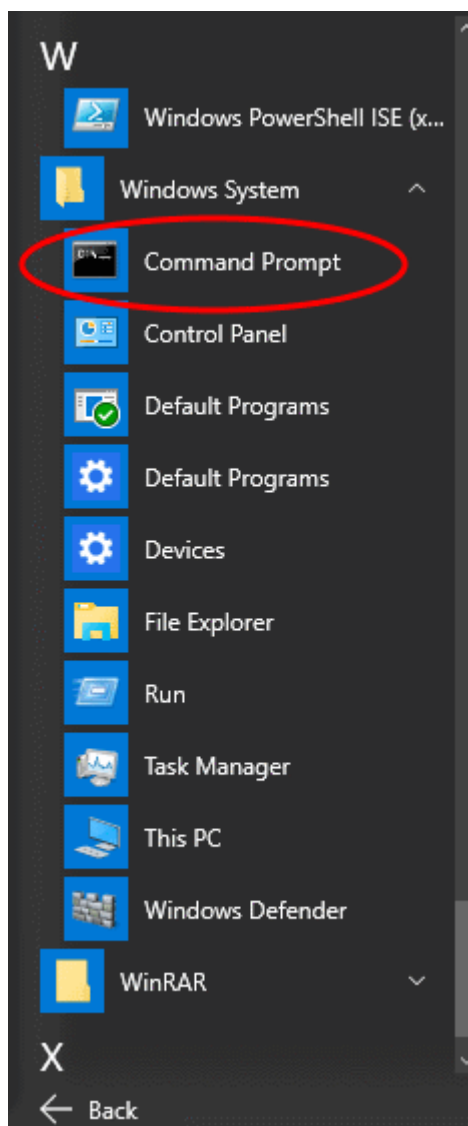 W
Windows PowerShell ISE (x...
Windows System
Command Prompt
Control Panel
Default Programs
Default Programs
Devices
File Explorer
Run
Task Manager
This PC
Windows Defender
WinRAR
X
Back